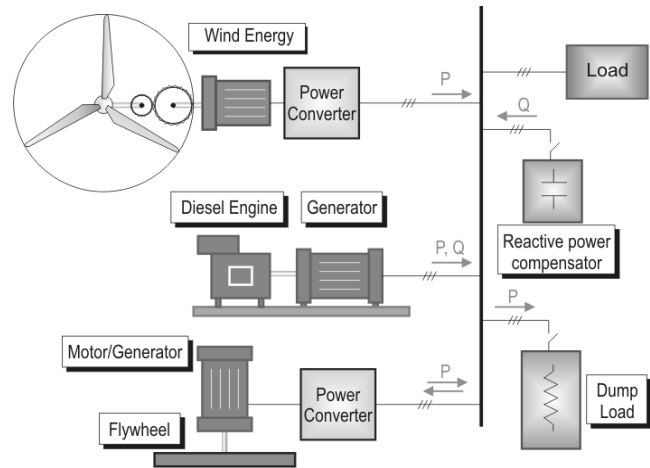 Wind Energy
Power
Converter
P
Load
Q
Reactive power
compensator
Diesel Engine
Generator
P, Q
P
Dump
Load
Motor/Generator
Flywheel
Power
Converter
P